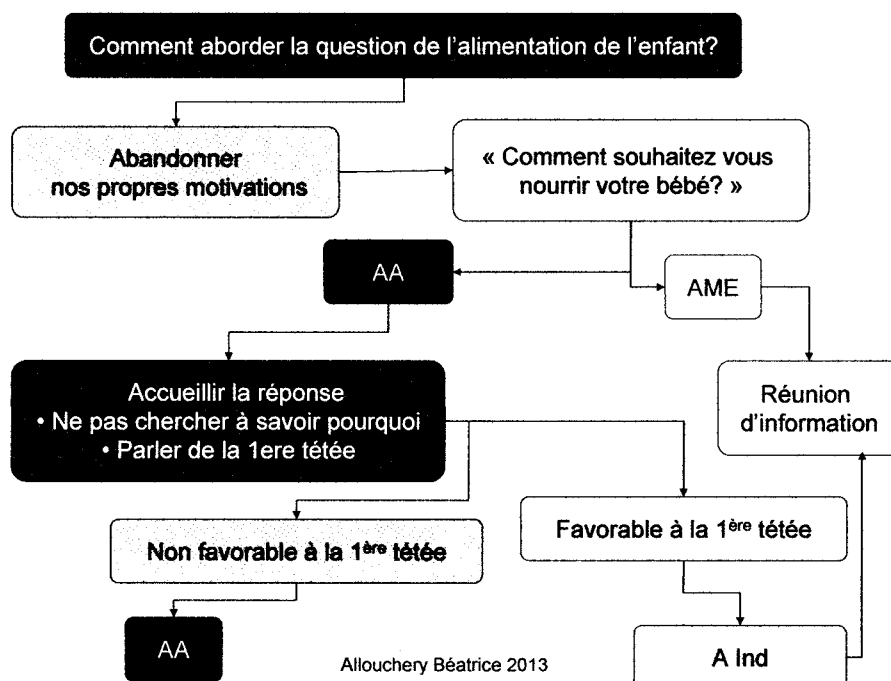 Comment aborder la question de l'alimentation de l'enfant?
Abandonner
nos propres motivations
« Comment souhaitez vous
nourrir votre bébé? »
AA
AME
Accueillir la réponse
• Ne pas chercher à savoir pourquoi
• Parler de la 1ere tétée
Réunion
d'information
Non favorable à la 1ère tétée
Favorable à la 1ère tétée
AA
A Ind
Allouchery Béatrice 2013